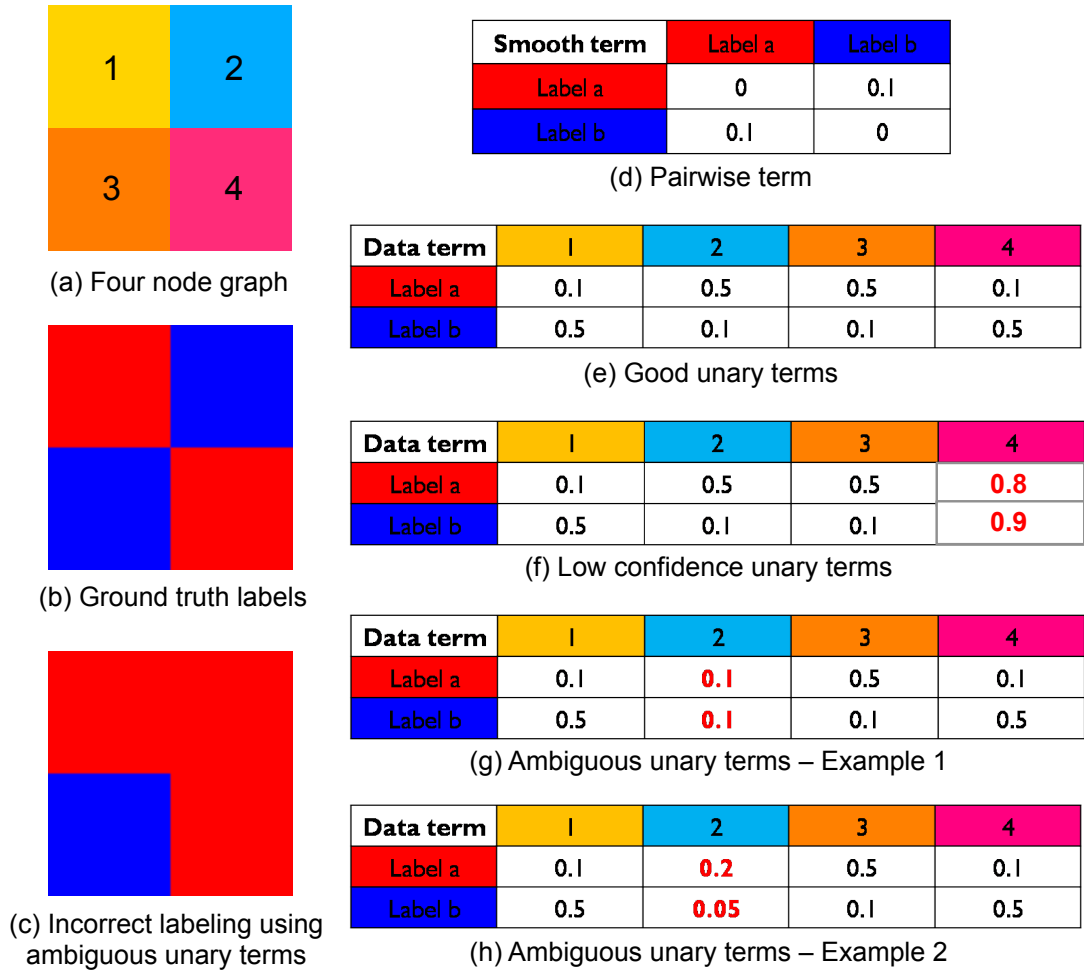 1 2
3 4
(a) Four node graph
(b) Ground truth labels
(c) Incorrect labeling using
ambiguous unary terms
Smooth term Label a Label b
Label a 0 0.1
Label b 0.1 0
(d) Pairwise term
Data term 1 2 3 4
Label a 0.1 0.5 0.5 0.1
Label b 0.5 0.1 0.1 0.5
(e) Good unary terms
Data term 1 2 3 4
Label a 0.1 0.5 0.5 0.8
Label b 0.5 0.1 0.1 0.9
(f) Low confidence unary terms
Data term 1 2 3 4
Label a 0.1 0.1 0.5 0.1
Label b 0.5 0.1 0.1 0.5
(g) Ambiguous unary terms – Example 1
Data term 1 2 3 4
Label a 0.1 0.2 0.5 0.1
Label b 0.5 0.05 0.1 0.5
(h) Ambiguous unary terms – Example 2